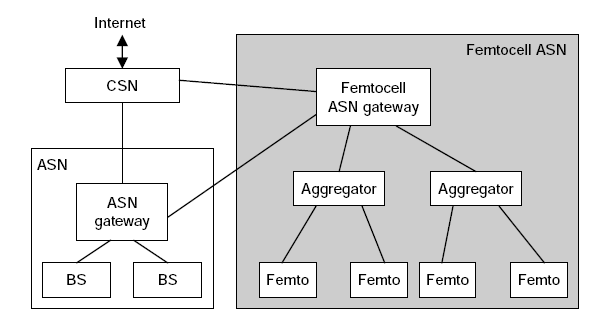 Internet
Femtocell ASN
CSN
Femtocell
ASN gateway
ASN
Aggregator
Aggregator
ASN
gateway
BS
BS
Femto
Femto
Femto
Femto